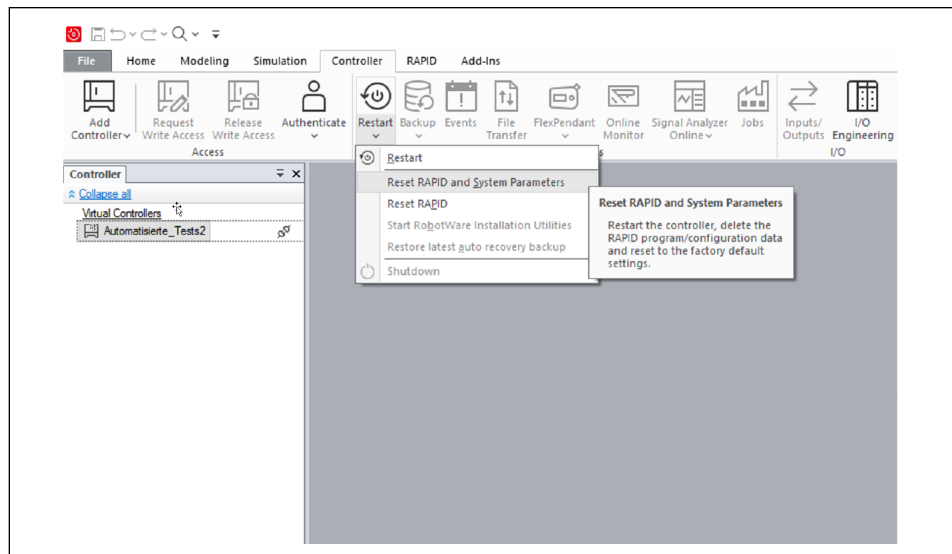 File Home Modeling Simulation Controller RAPID Add-Ins
Add Controller
Request Write Access
Release Write Access
Authenticate
Restart
Backup
Events
File Transfer
FlexPendant
Online Monitor
Signal Analyzer Online
Jobs
Inputs/ Outputs
I/O Engineering
Access
s
I/O
Controller
Collapse all
Virtual Controllers
Automatisierte_Tests2
Restart
Reset RAPID and System Parameters
Reset RAPID
Start RobotWare Installation Utilities
Restore latest auto recovery backup
Shutdown
Reset RAPID and System Parameters
Restart the controller, delete the
RAPID program/configuration data
and reset to the factory default
settings.